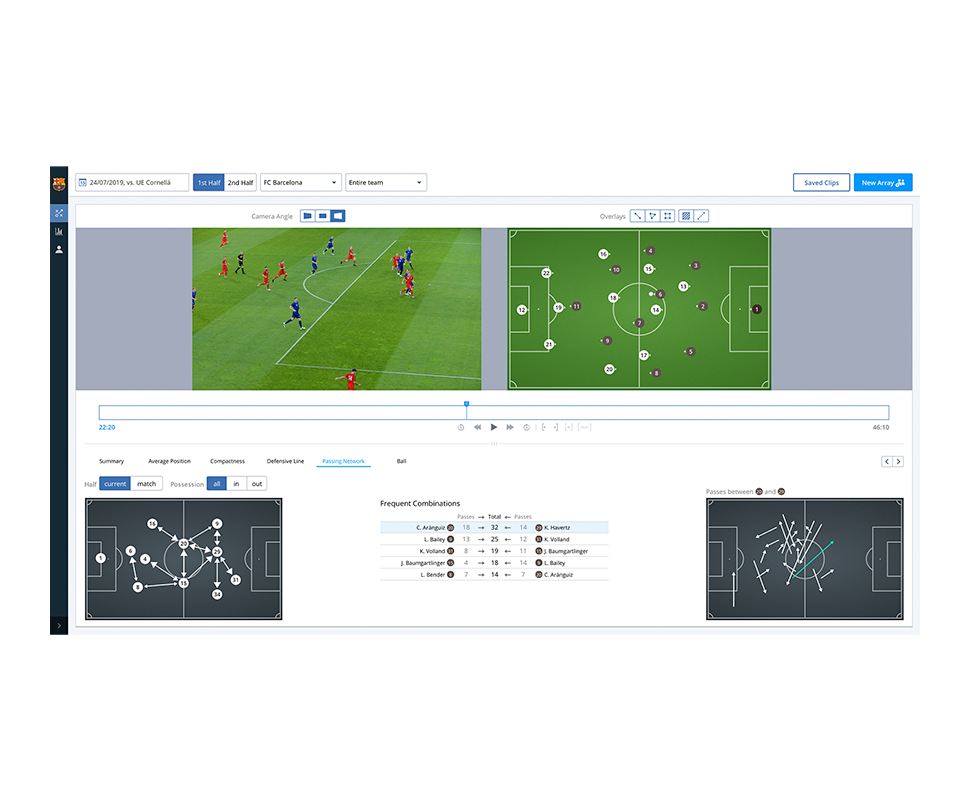 24/07/2019, vs. UE Cornellà 1st Half 2nd Half FC Barcelona Entire team Saved Clips New Array
Camera Angle Overlays
16 4
22 10 15 3
13
18 6
12 19 11 14 2 1
7
21 9 17 5
20 8
22:20 46:10
Summary Average Position Compactness Defensive Line Passing Network Ball
Half current match Possession all in out
Passes between 20 and 29
Frequent Combinations
Passes → Total ← Passes
C. Aránguiz 20 18 → 32 ← 14 29 K. Havertz
L. Bailey 9 13 → 25 ← 12 31 K. Volland
K. Volland 31 8 → 19 ← 11 15 J. Baumgartlinger
J. Baumgartlinger 15 4 → 18 ← 14 9 L. Bailey
L. Bender 8 7 → 14 ← 7 20 C. Aránguiz
16 9
20
1 6 4 29
8 15 31
34